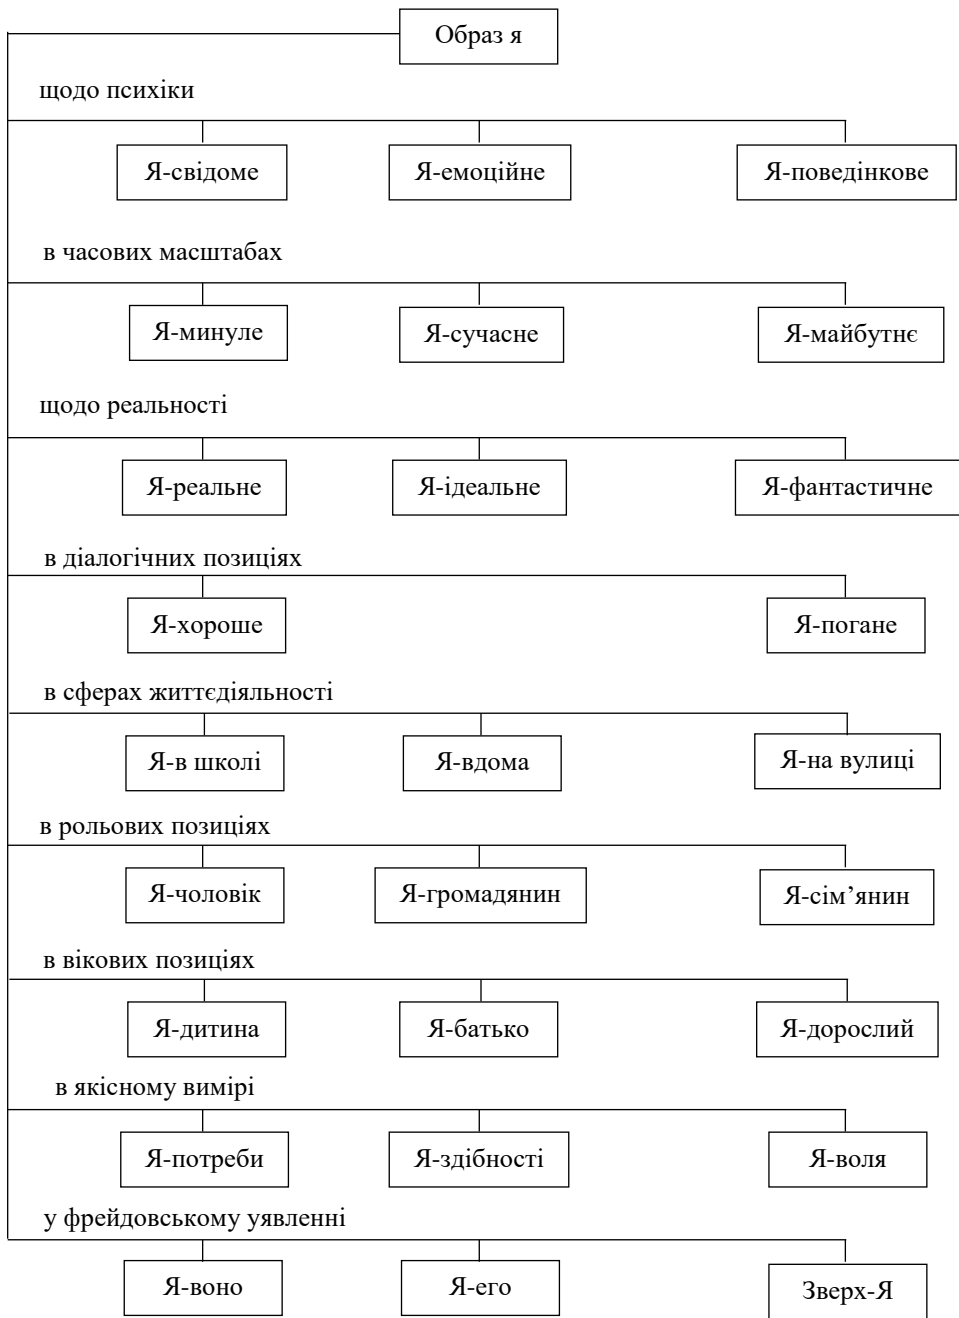 Образ я
щодо психіки
Я-свідоме
Я-емоційне
Я-поведінкове
в часових масштабах
Я-минуле
Я-сучасне
Я-майбутнє
щодо реальності
Я-реальне
Я-ідеальне
Я-фантастичне
в діалогічних позиціях
Я-хороше
Я-погане
в сферах життєдіяльності
Я-в школі
Я-вдома
Я-на вулиці
в рольових позиціях
Я-чоловік
Я-громадянин
Я-сім’янин
в вікових позиціях
Я-дитина
Я-батько
Я-дорослий
в якісному вимірі
Я-потреби
Я-здібності
Я-воля
у фрейдовському уявленні
Я-воно
Я-его
Зверх-Я